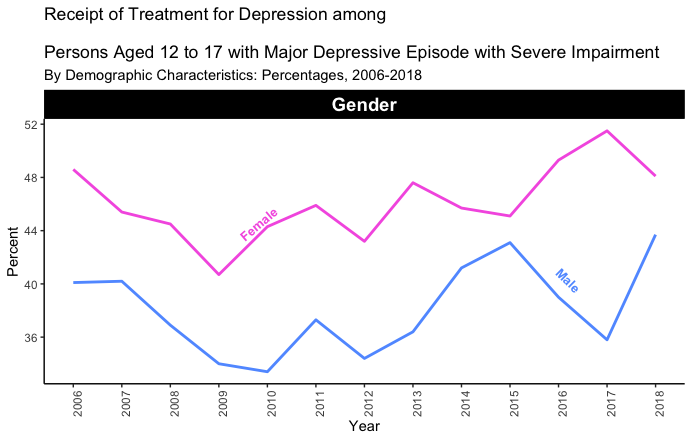 Receipt of Treatment for Depression among
Persons Aged 12 to 17 with Major Depressive Episode with Severe Impairment
By Demographic Characteristics: Percentages, 2006-2018
Gender
52
48
44
40
36
Percent
Female
Male
2006 2007 2008 2009 2010 2011 2012 2013 2014 2015 2016 2017 2018
Year